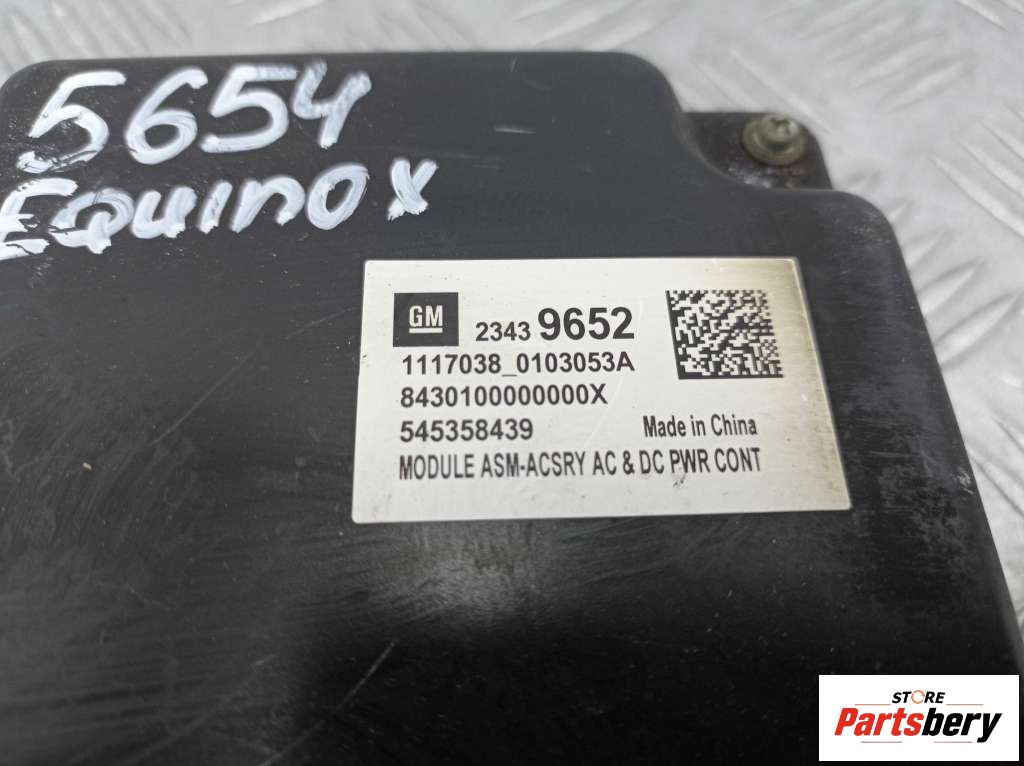 5654
EQUINOX
GM 2343 9652
1117038_0103053A
8430100000000X
545358439 Made in China
MODULE ASM-ACSRY AC & DC PWR CONT
STORE
Partsbery